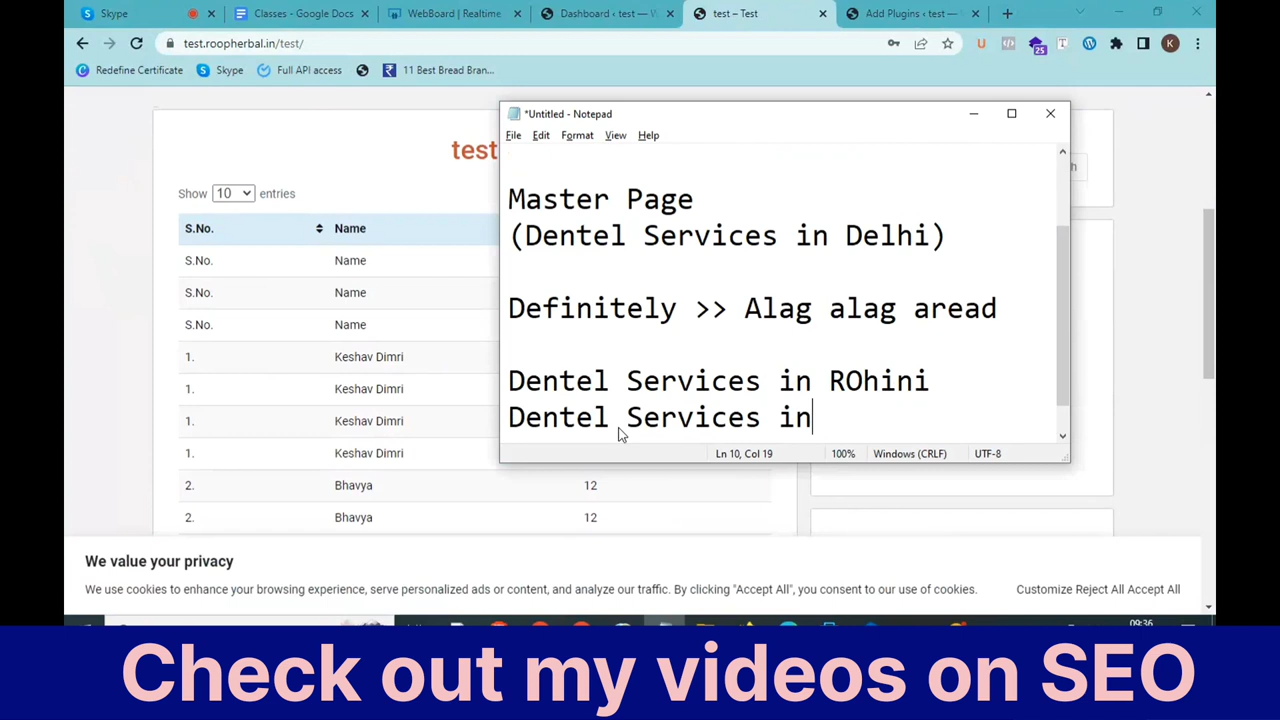 Skype
Classes - Google Docs
WebBoard | Realtime
Dashboard ‹ test — W
test – Test
Add Plugins ‹ test —
test.roopherbal.in/test/
25
K
Redefine Certificate
Skype
Full API access
11 Best Bread Bran...
*Untitled - Notepad
File Edit Format View Help
test
Show 10 entries
S.No. Name
S.No. Name
S.No. Name
S.No. Name
1. Keshav Dimri
1. Keshav Dimri
1. Keshav Dimri
1. Keshav Dimri
2. Bhavya 12
2. Bhavya 12
Master Page
(Dentel Services in Delhi)
Definitely >> Alag alag aread
Dentel Services in ROhini
Dentel Services in
Ln 10, Col 19 100% Windows (CRLF) UTF-8
We value your privacy
We use cookies to enhance your browsing experience, serve personalized ads or content, and analyze our traffic. By clicking "Accept All", you consent to our use of cookies.
Customize Reject All Accept All
09:36
Check out my videos on SEO